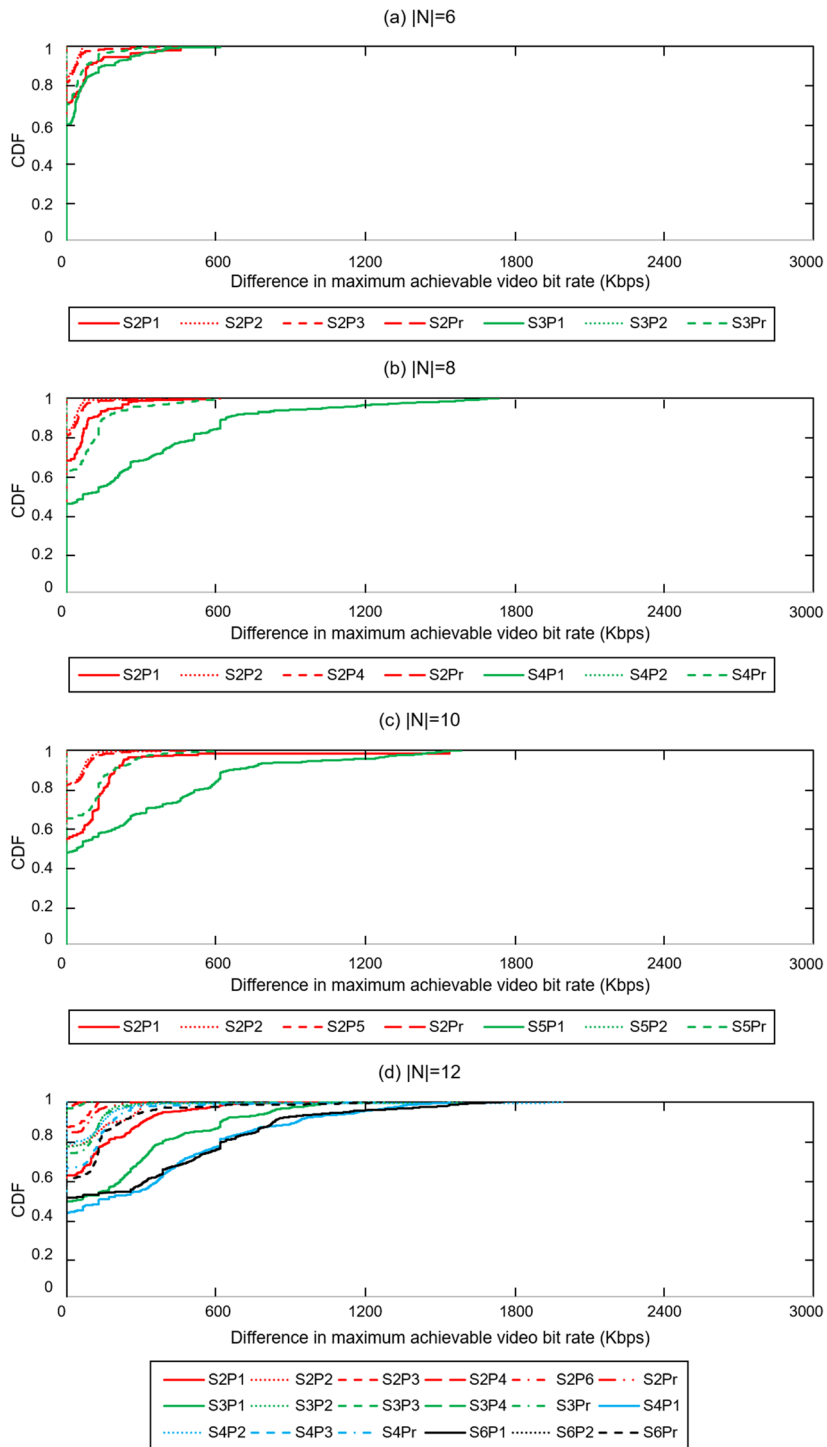 (a) |N|=6
1
0.8
0.6
0.4
0.2
0
CDF
0 600 1200 1800 2400 3000
Difference in maximum achievable video bit rate (Kbps)
S2P1 S2P2 S2P3 S2Pr S3P1 S3P2 S3Pr
(b) |N|=8
1
0.8
0.6
0.4
0.2
0
CDF
0 600 1200 1800 2400 3000
Difference in maximum achievable video bit rate (Kbps)
S2P1 S2P2 S2P4 S2Pr S4P1 S4P2 S4Pr
(c) |N|=10
1
0.8
0.6
0.4
0.2
0
CDF
0 600 1200 1800 2400 3000
Difference in maximum achievable video bit rate (Kbps)
S2P1 S2P2 S2P5 S2Pr S5P1 S5P2 S5Pr
(d) |N|=12
1
0.8
0.6
0.4
0.2
0
CDF
0 600 1200 1800 2400 3000
Difference in maximum achievable video bit rate (Kbps)
S2P1 S2P2 S2P3 S2P4 S2P6 S2Pr
S3P1 S3P2 S3P3 S3P4 S3Pr S4P1
S4P2 S4P3 S4Pr S6P1 S6P2 S6Pr